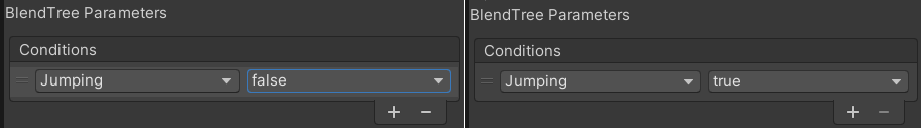 BlendTree Parameters
Conditions
Jumping false
+ −
BlendTree Parameters
Conditions
Jumping true
+ −